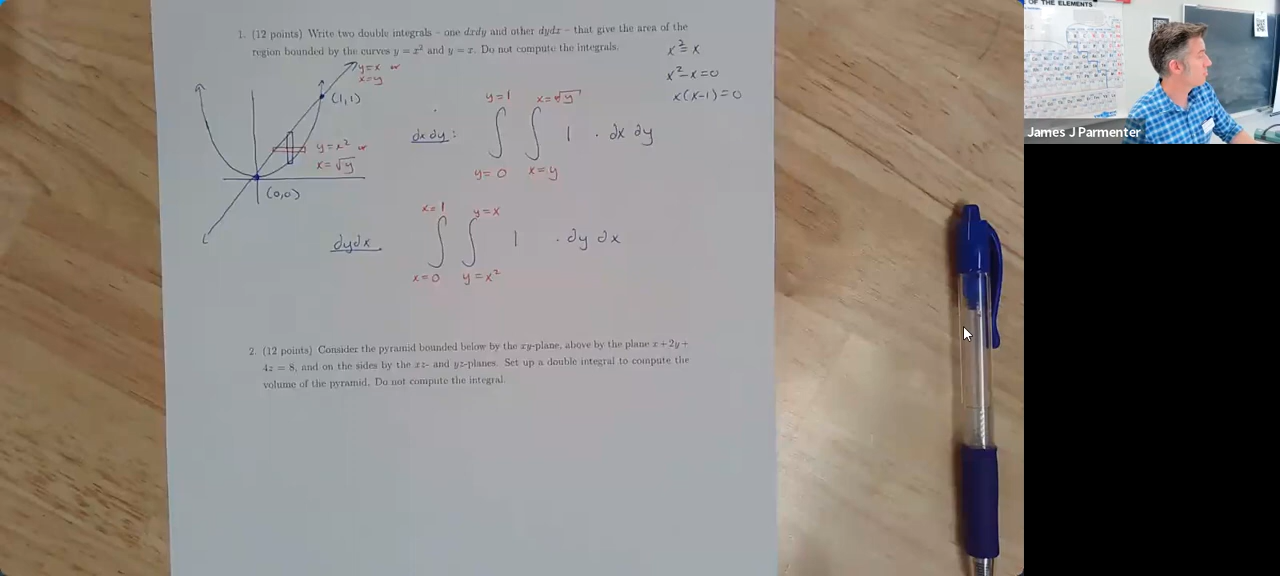 1. (12 points) Write two double integrals - one dxdy and other dydx - that give the area of the
region bounded by the curves y = x² and y = x. Do not compute the integrals.
x² = x
x² - x = 0
x(x-1) = 0
y=x or
x=y
(1,1)
y=x² or
x=√y
(0,0)
dxdy:
y=1 x=√y
∫ ∫ 1 · dx dy
y=0 x=y
dydx
x=1 y=x
∫ ∫ 1 · dy dx
x=0 y=x²
2. (12 points) Consider the pyramid bounded below by the xy-plane, above by the plane x+2y+
4z = 8, and on the sides by the xz- and yz-planes. Set up a double integral to compute the
volume of the pyramid. Do not compute the integral.
OF THE ELEMENTS
James J Parmenter